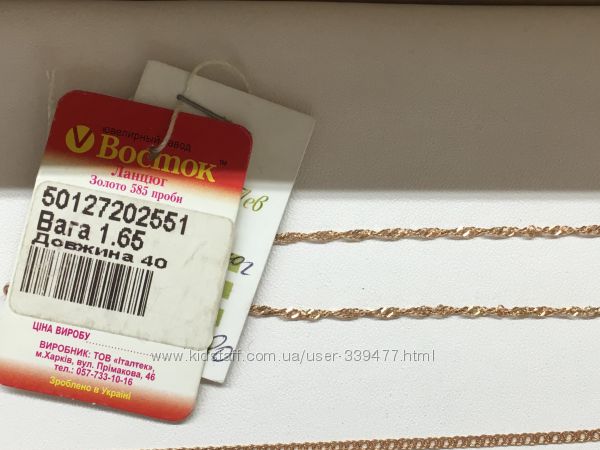 ювелирный завод
Восток™
Ланцюг
Золото 585 проби
50127202551
Вага 1.65
Довжина 40
ЦІНА ВИРОБУ
ВИРОБНИК: ТОВ «Італтек»,
м.Харків, вул. Прімакова, 46
тел.: 057-733-10-16
Зроблено в Україні
www.kidstaff.com.ua/user-339477.html